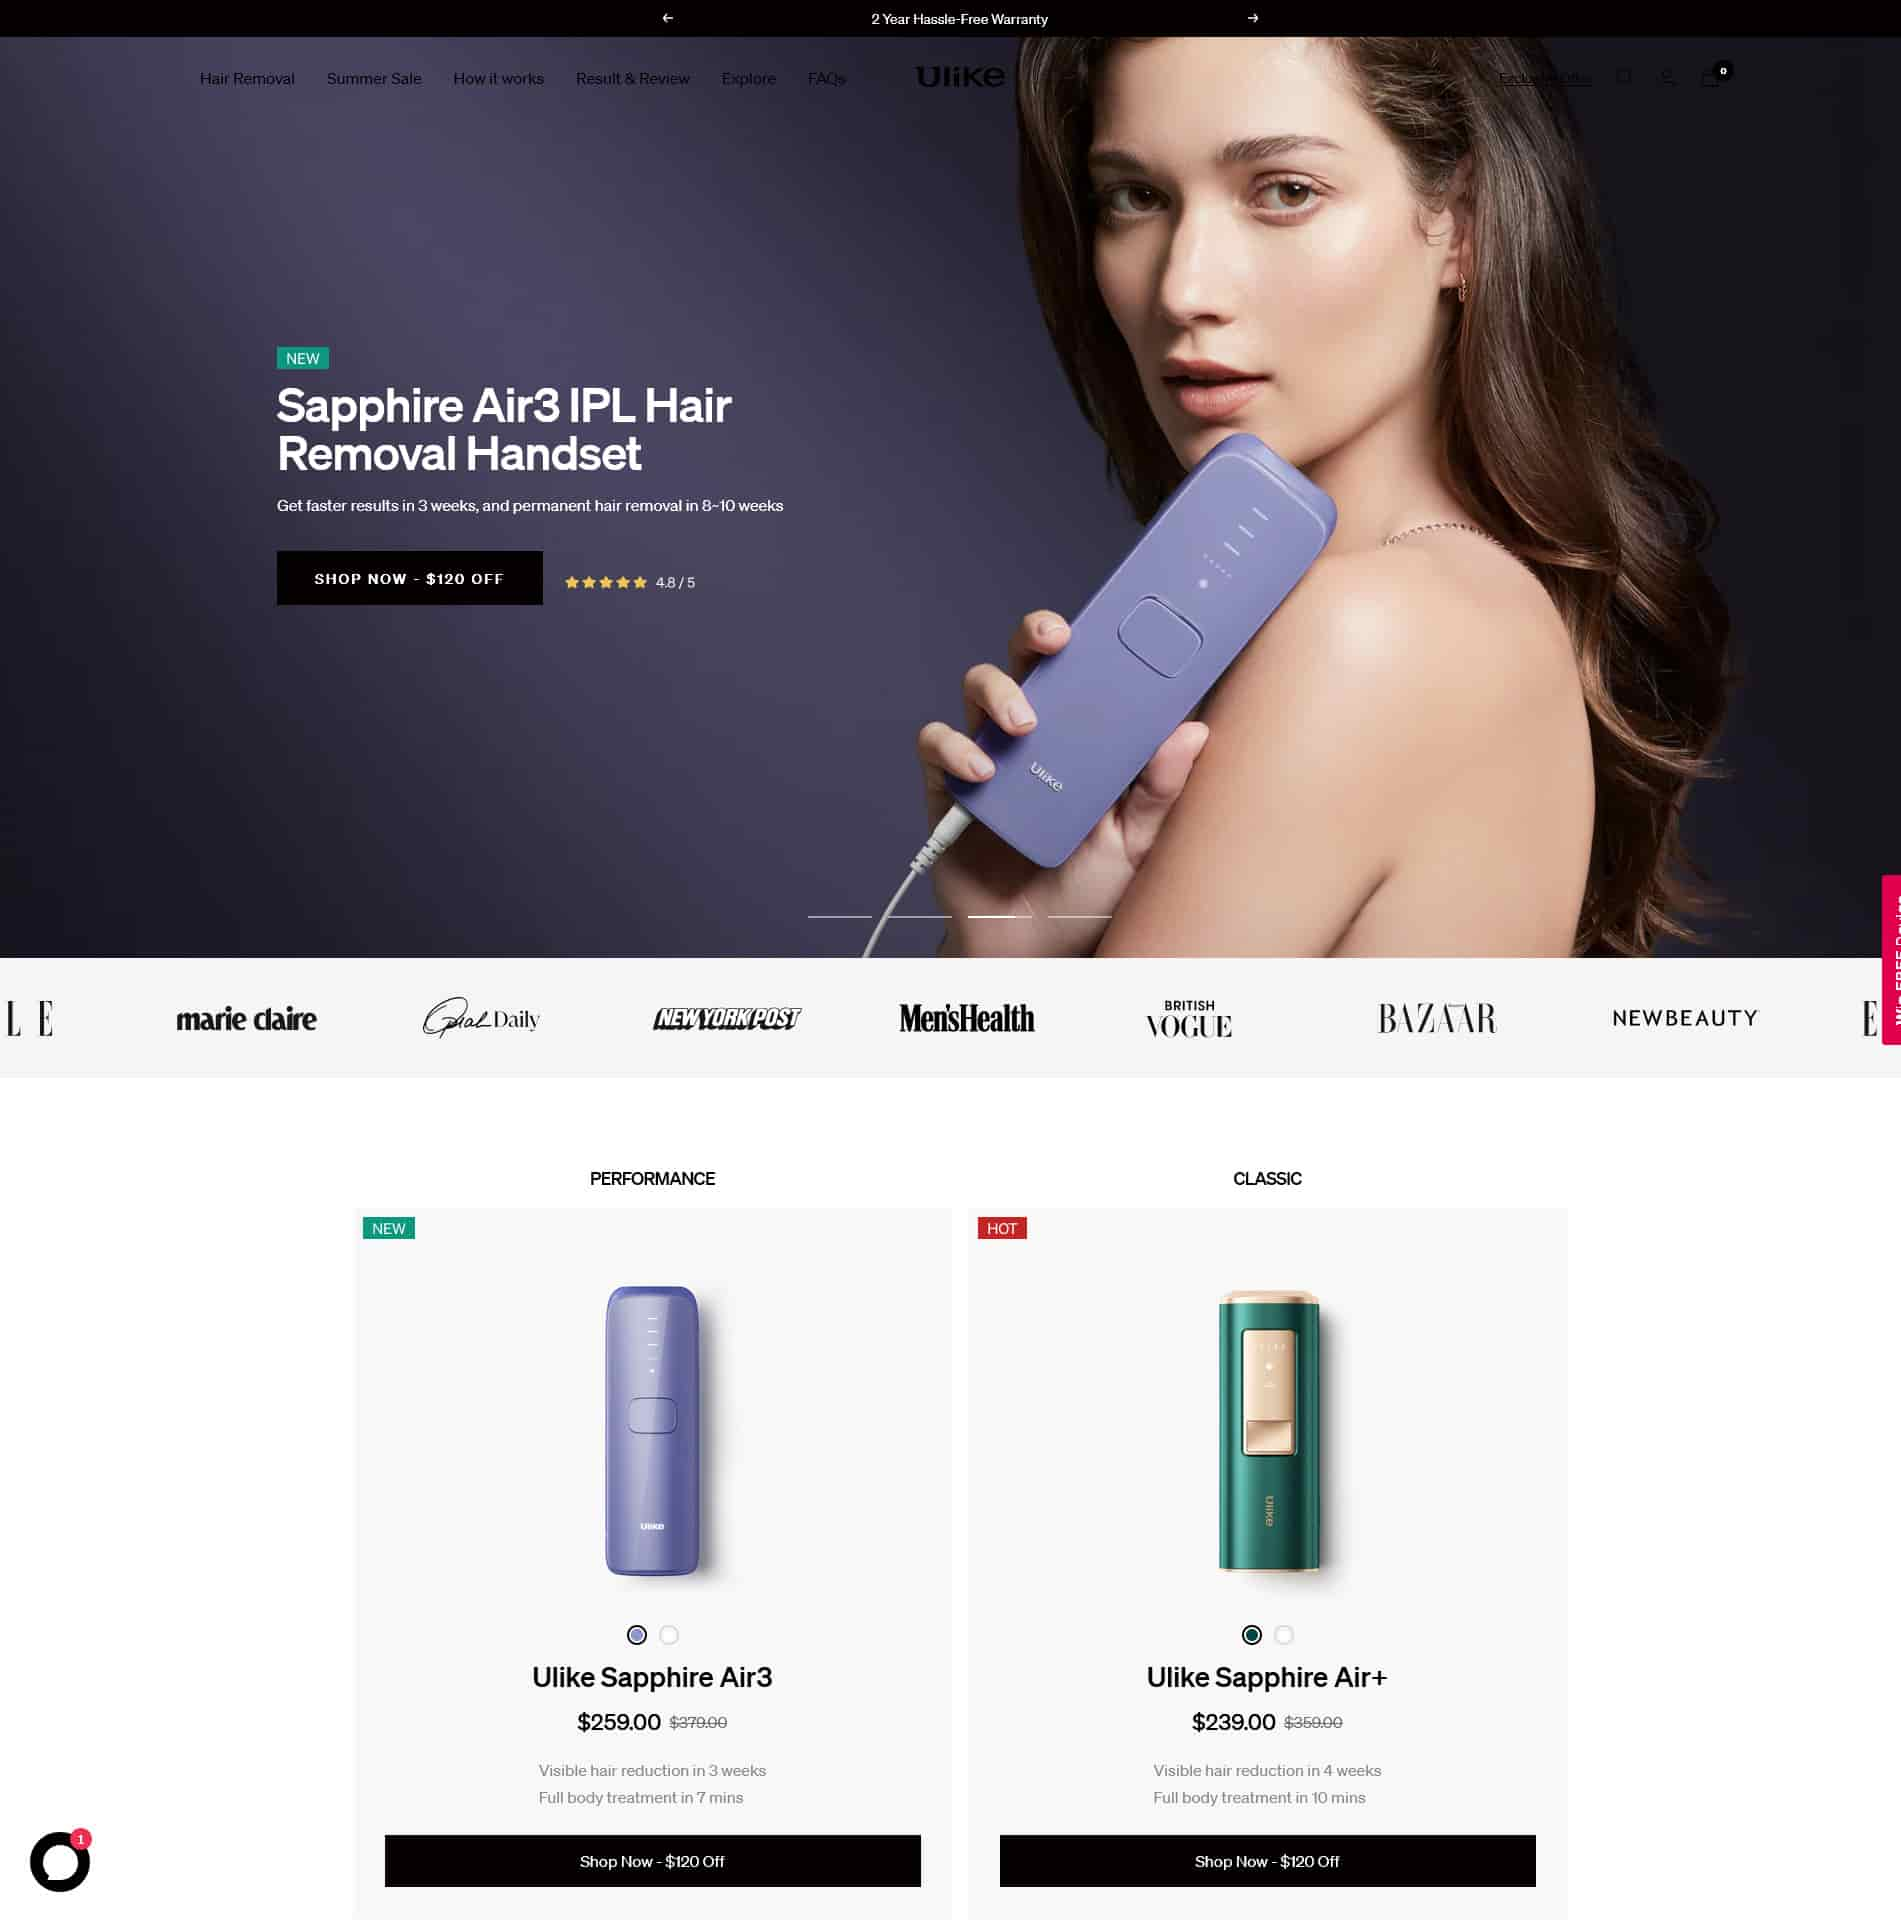 2 Year Hassle-Free Warranty
Hair Removal Summer Sale How it works Result & Review Explore FAQs Ulike Exclusive Offer 0
NEW
Sapphire Air3 IPL Hair
Removal Handset
Get faster results in 3 weeks, and permanent hair removal in 8~10 weeks
SHOP NOW - $120 OFF 4.8 / 5
Ulike
Win FREE Device
L E marie claire Oprah Daily NEW YORK POST Men'sHealth BRITISH VOGUE BAZAAR NEWBEAUTY E
PERFORMANCE CLASSIC
NEW HOT
Ulike Ulike
Ulike Sapphire Air3 Ulike Sapphire Air+
$259.00 $379.00 $239.00 $359.00
Visible hair reduction in 3 weeks Visible hair reduction in 4 weeks
Full body treatment in 7 mins Full body treatment in 10 mins
1
Shop Now - $120 Off Shop Now - $120 Off